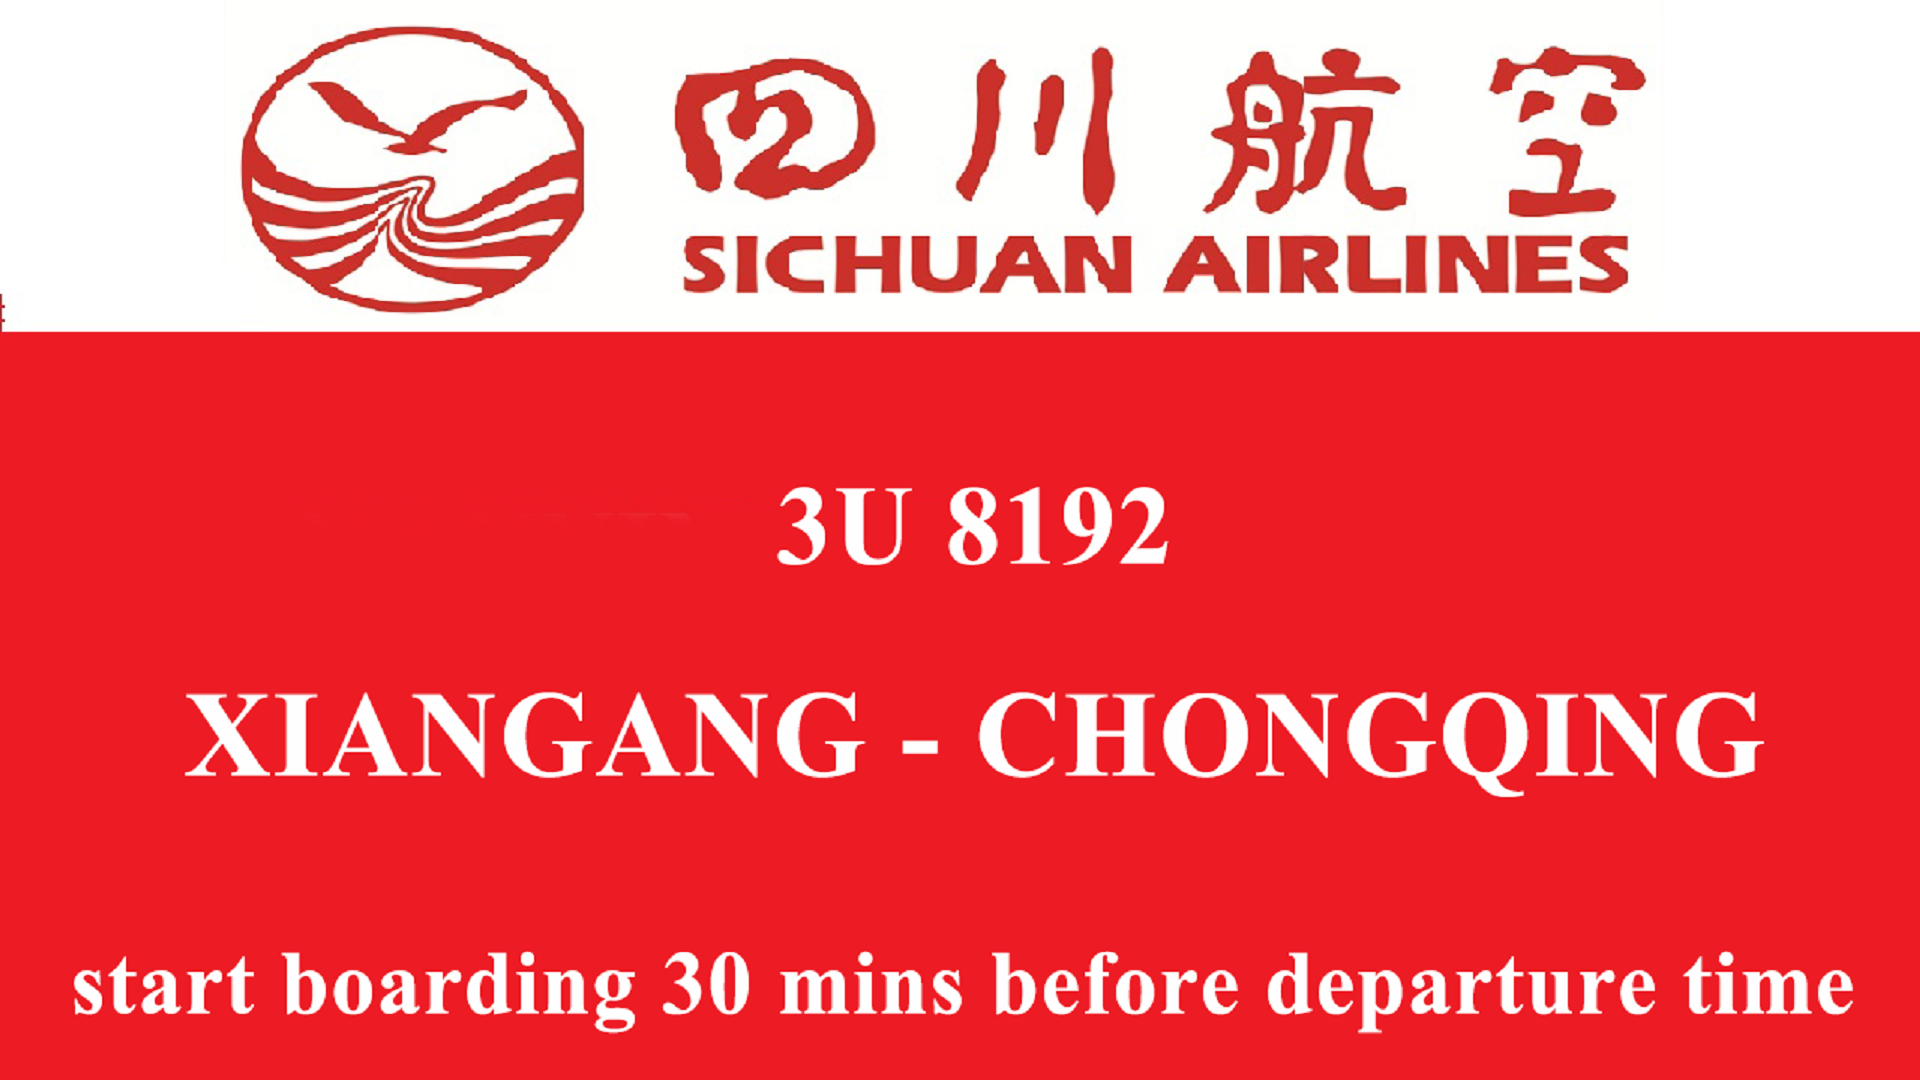 四川航空
SICHUAN AIRLINES
3U 8192
XIANGANG - CHONGQING
start boarding 30 mins before departure time